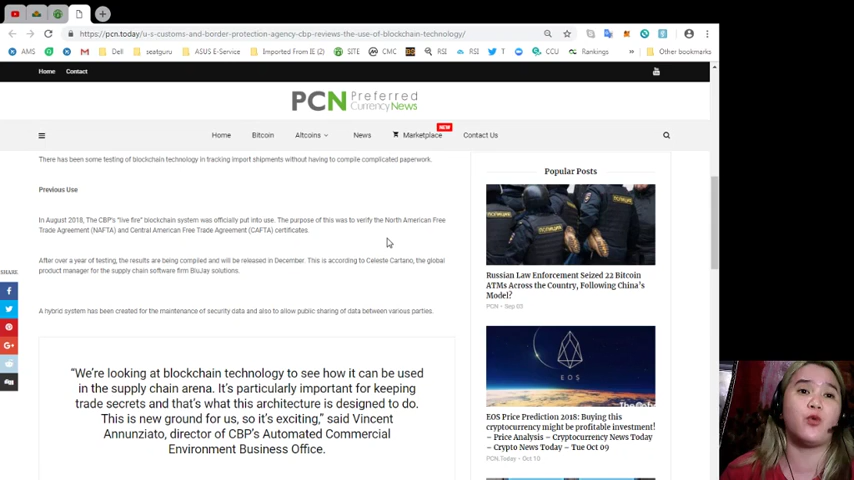 https://pcn.today/u-s-customs-and-border-protection-agency-cbp-reviews-the-use-of-blockchain-technology/
AMS
Dell
seatguru
ASUS E-Service
Imported From IE (2)
SITE
CMC
RSI
RSI
T
CCU
Rankings
Other bookmarks
Home
Contact
PCN Preferred
Currency News
Home
Bitcoin
Altcoins
News
Marketplace
NEW
Contact Us
There has been some testing of blockchain technology in tracking import shipments without having to compile complicated paperwork.
Previous Use
In August 2018, The CBP's "live fire" blockchain system was officially put into use. The purpose of this was to verify the North American Free
Trade Agreement (NAFTA) and Central American Free Trade Agreement (CAFTA) certificates.
After over a year of testing, the results are being compiled and will be released in December. This is according to Celeste Cartano, the global
product manager for the supply chain software firm BluJay solutions.
A hybrid system has been created for the maintenance of security data and also to allow public sharing of data between various parties.
"We're looking at blockchain technology to see how it can be used
in the supply chain arena. It's particularly important for keeping
trade secrets and that's what this architecture is designed to do.
This is new ground for us, so it's exciting," said Vincent
Annunziato, director of CBP's Automated Commercial
Environment Business Office.
SHARE
Popular Posts
Russian Law Enforcement Seized 22 Bitcoin
ATMs Across the Country, Following China's
Model?
PCN • Sep 03
EOS
EOS Price Prediction 2018: Buying this
cryptocurrency might be profitable investment!
– Price Analysis – Cryptocurrency News Today
– Crypto News Today – Tue Oct 09
PCN.Today • Oct 10